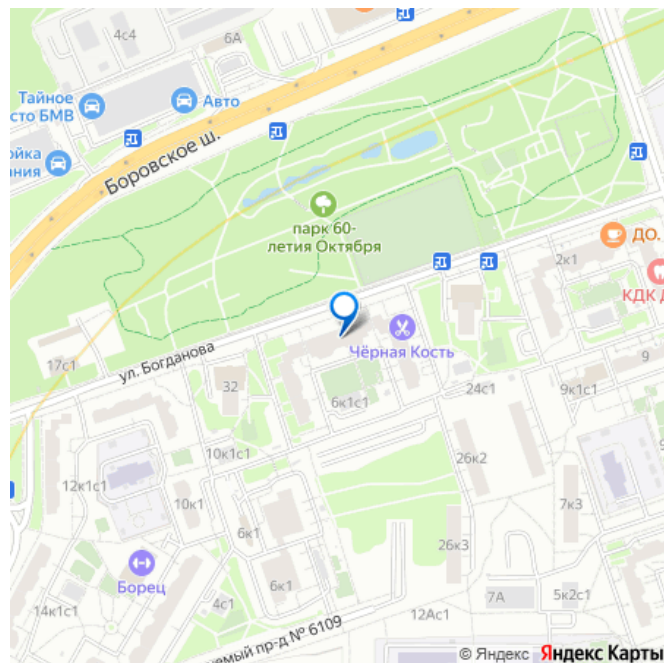 4с4
6А
Тайное
сто БМВ
Авто
ойка
ания
Боровское ш.
парк 60-
летия Октября
ДО.
2к1
КДК Д
Чёрная Кость
ул. Богданова
17с1
32
6к1с1
24с1
9
9к1с1
10к1с1
26к2
12к1с1
10к1
7к3
6к1
26к3
Борец
6к1
7А
5к2с1
4с1
14к1с1
12Ас1
емый пр-д № 6109
© Яндекс Яндекс Карты